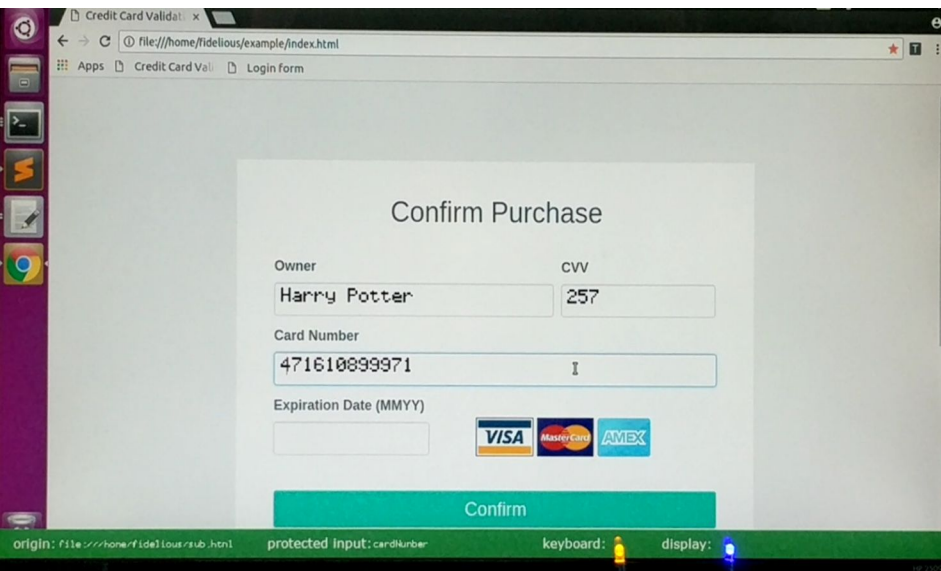 Credit Card Validat
file:///home/fidelious/example/index.html
Apps Credit Card Vali Login form
Confirm Purchase
Owner CVV
Harry Potter 257
Card Number
471610899971
Expiration Date (MMYY)
VISA MasterCard AMEX
Confirm
origin: file:///home/fidelious/sub.html protected input: cardNumber keyboard: display: